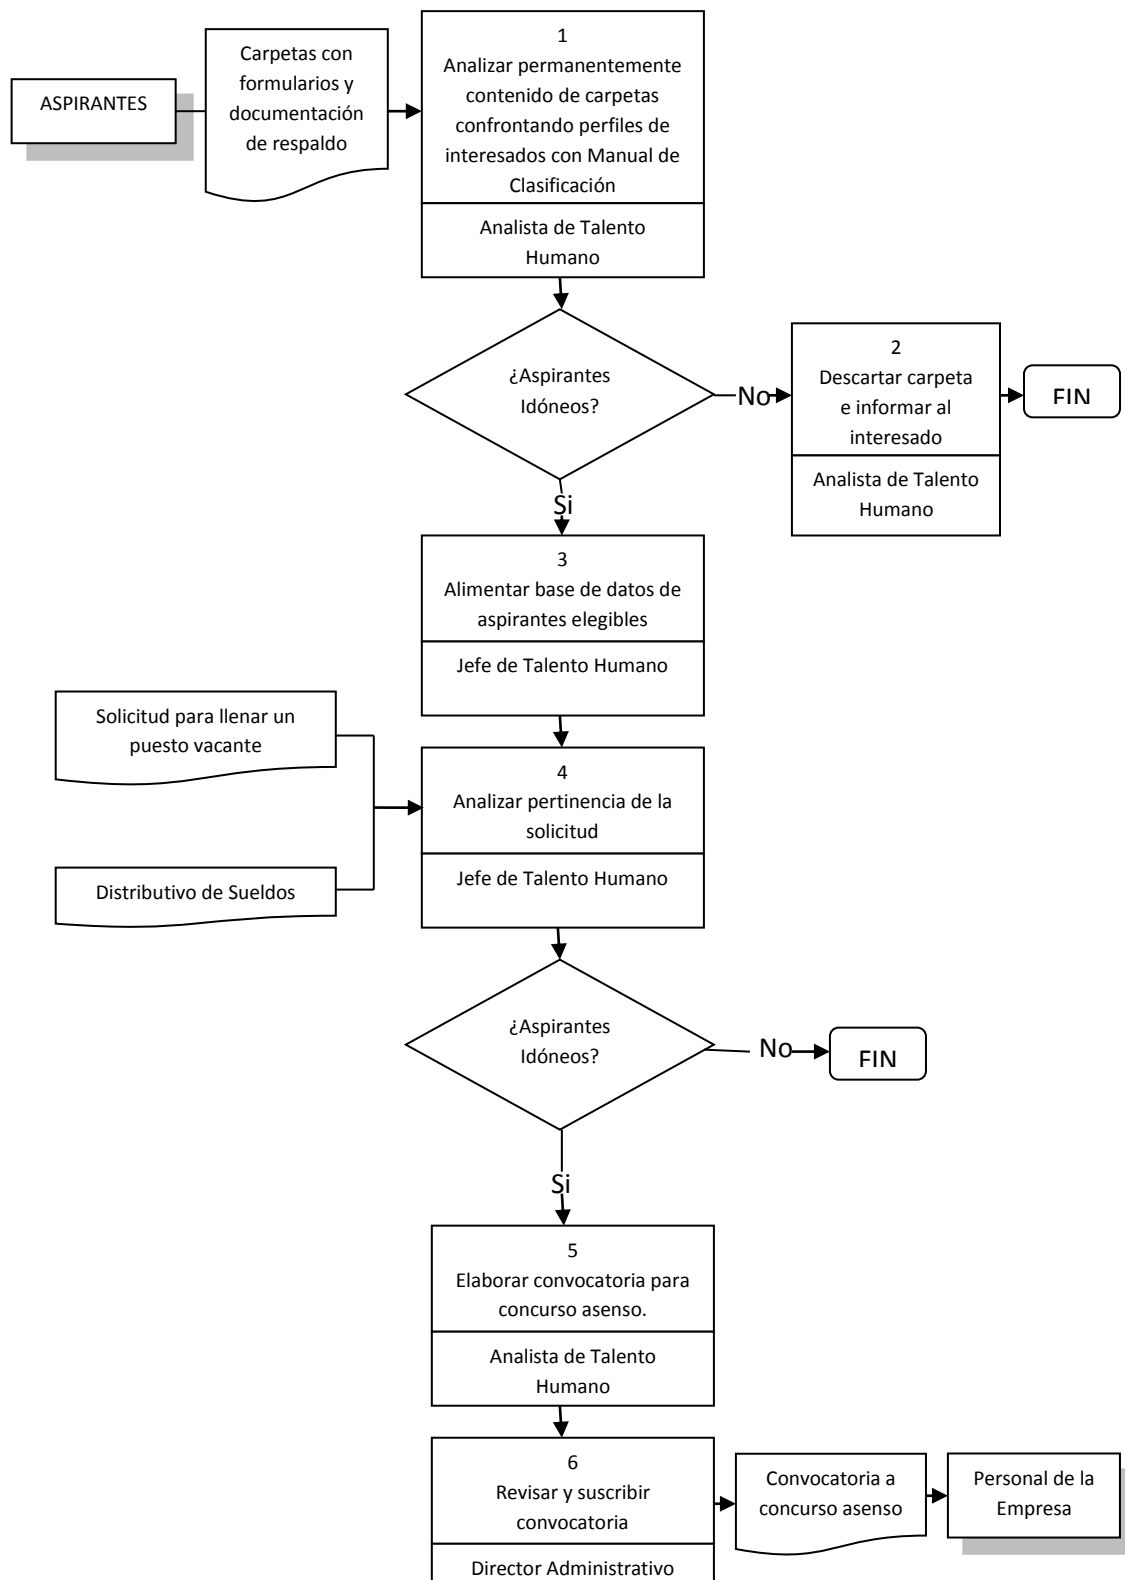 ASPIRANTES
Carpetas con
formularios y
documentación
de respaldo
1
Analizar permanentemente
contenido de carpetas
confrontando perfiles de
interesados con Manual de
Clasificación
Analista de Talento
Humano
¿Aspirantes
Idóneos?
No
2
Descartar carpeta
e informar al
interesado
Analista de Talento
Humano
FIN
Si
3
Alimentar base de datos de
aspirantes elegibles
Jefe de Talento Humano
Solicitud para llenar un
puesto vacante
Distributivo de Sueldos
4
Analizar pertinencia de la
solicitud
Jefe de Talento Humano
¿Aspirantes
Idóneos?
No
FIN
Si
5
Elaborar convocatoria para
concurso asenso.
Analista de Talento
Humano
6
Revisar y suscribir
convocatoria
Director Administrativo
Convocatoria a
concurso asenso
Personal de la
Empresa